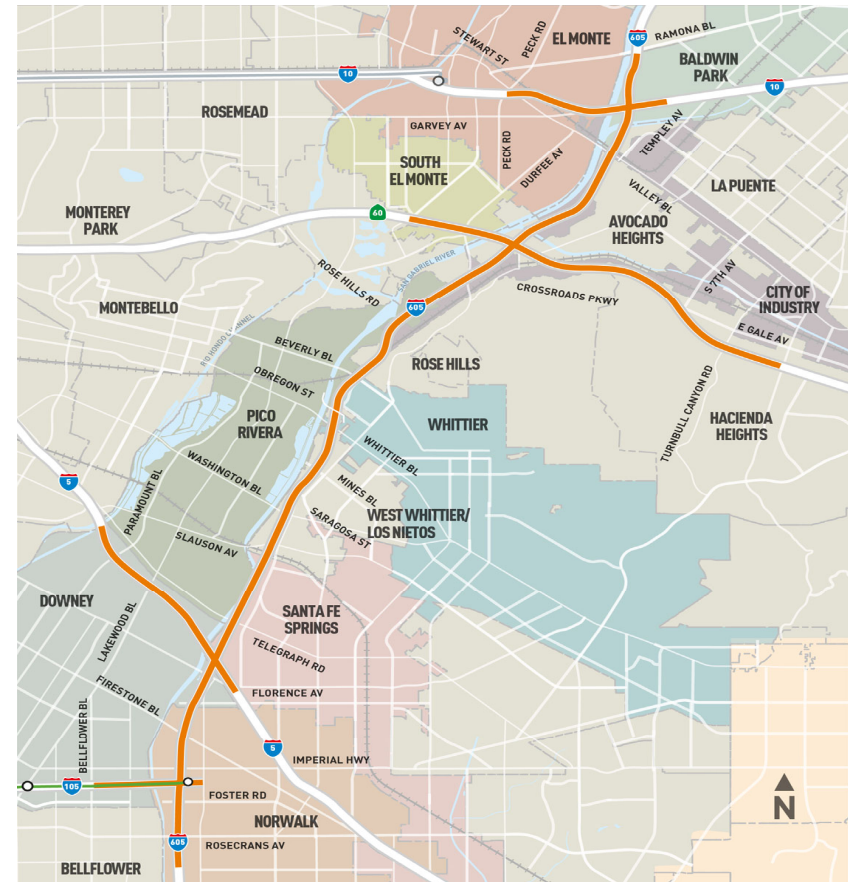 STEWART ST
PECK RD
EL MONTE
605
RAMONA BL
BALDWIN
PARK
10
10
ROSEMEAD
GARVEY AV
PECK RD
DURFEE AV
TEMPLEY AV
SOUTH
EL MONTE
VALLEY BL
LA PUENTE
MONTEREY
PARK
60
AVOCADO
HEIGHTS
SAN GABRIEL RIVER
ROSE HILLS RD
S 7TH AV
CROSSROADS PKWY
CITY OF
INDUSTRY
MONTEBELLO
605
RIO HONDO CHANNEL
E GALE AV
BEVERLY BL
ROSE HILLS
OBREGON ST
TURNBULL CANYON RD
PICO
RIVERA
WHITTIER
HACIENDA
HEIGHTS
WHITTIER BL
WASHINGTON BL
5
PARAMOUNT BL
MINES BL
WEST WHITTIER/
LOS NIETOS
SARAGOSA ST
SLAUSON AV
DOWNEY
LAKEWOOD BL
SANTA FE
SPRINGS
TELEGRAPH RD
FIRESTONE BL
FLORENCE AV
BELLFLOWER BL
5
IMPERIAL HWY
105
FOSTER RD
N
NORWALK
605
ROSECRANS AV
BELLFLOWER